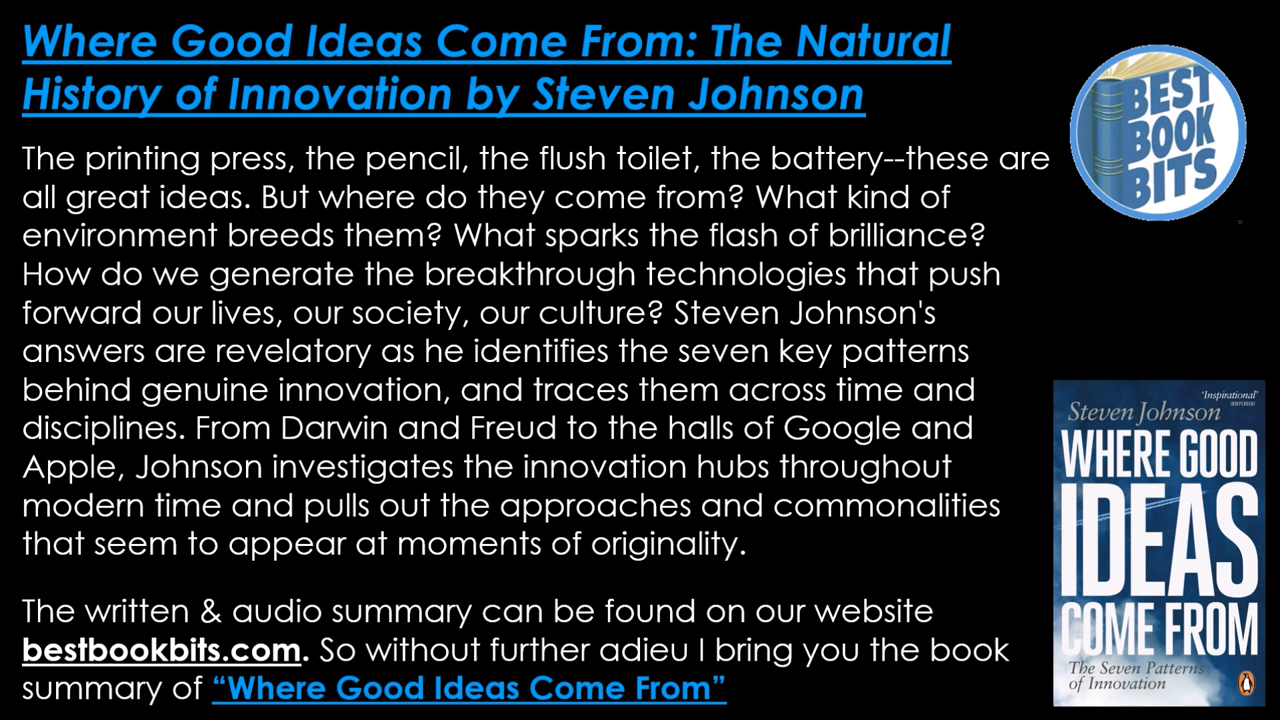 Where Good Ideas Come From: The Natural
History of Innovation by Steven Johnson
The printing press, the pencil, the flush toilet, the battery--these are
all great ideas. But where do they come from? What kind of
environment breeds them? What sparks the flash of brilliance?
How do we generate the breakthrough technologies that push
forward our lives, our society, our culture? Steven Johnson's
answers are revelatory as he identifies the seven key patterns
behind genuine innovation, and traces them across time and
disciplines. From Darwin and Freud to the halls of Google and
Apple, Johnson investigates the innovation hubs throughout
modern time and pulls out the approaches and commonalities
that seem to appear at moments of originality.
The written & audio summary can be found on our website
bestbookbits.com. So without further adieu I bring you the book
summary of “Where Good Ideas Come From”
BEST
BOOK
BITS
'Inspirational'
INDEPENDENT
Steven Johnson
WHERE GOOD
IDEAS
COME FROM
The Seven Patterns
of Innovation